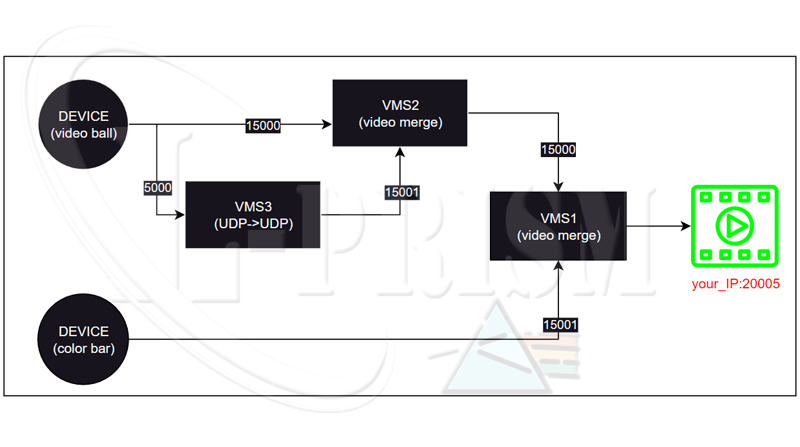 DEVICE
(video ball)
15000
VMS2
(video merge)
15000
5000
VMS3
(UDP->UDP)
15001
VMS1
(video merge)
your_IP:20005
DEVICE
(color bar)
15001
PRISM